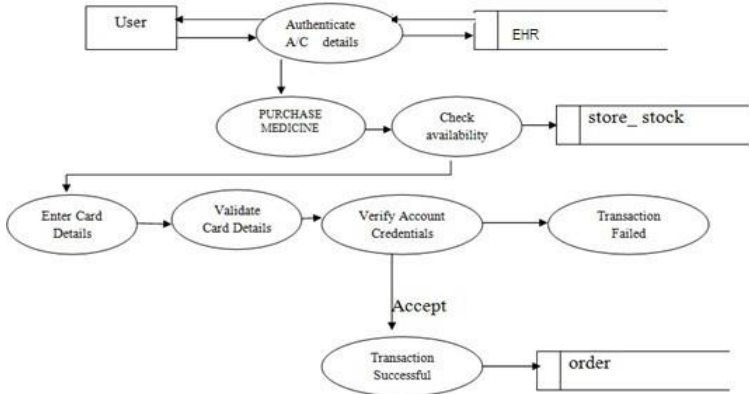 User
Authenticate
A/C details
EHR
PURCHASE
MEDICINE
Check
availability
store_ stock
Enter Card
Details
Validate
Card Details
Verify Account
Credentials
Transaction
Failed
Accept
Transaction
Successful
order